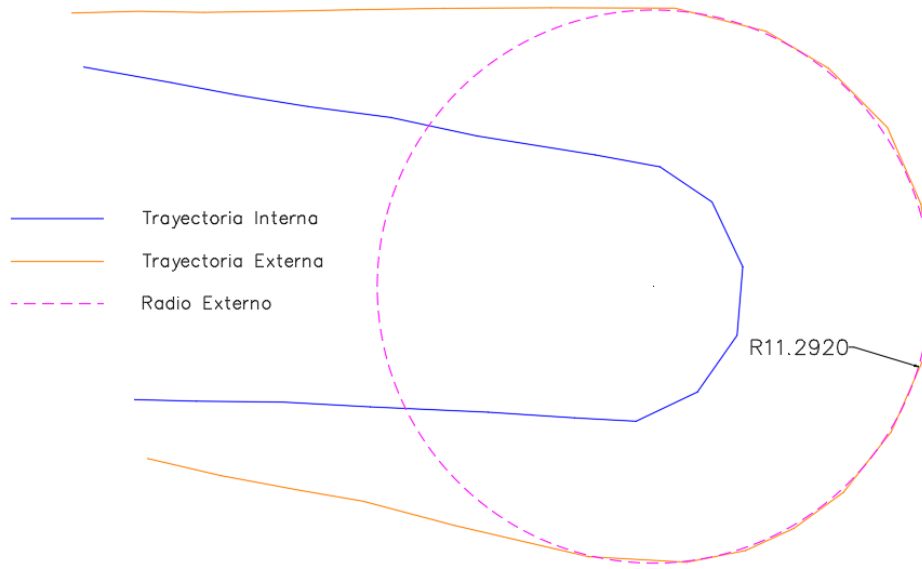 Trayectoria Interna
Trayectoria Externa
Radio Externo
R11.2920